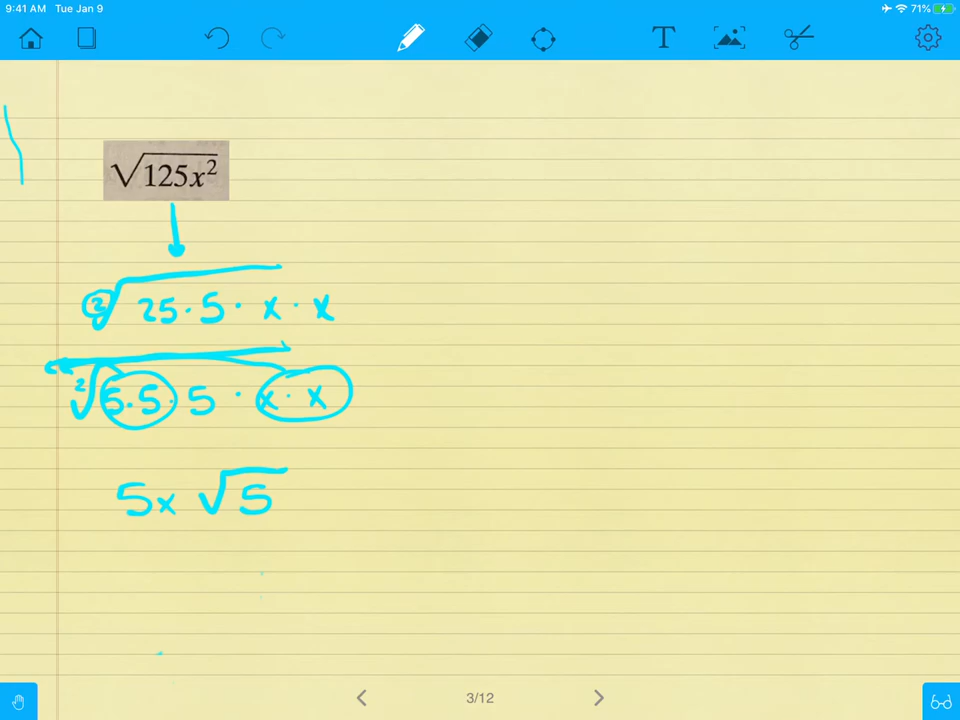 9:41 AM Tue Jan 9 71%
T
√125x²
²√25·5·x·x
²√5·5·5·x·x
5x √5
3/12